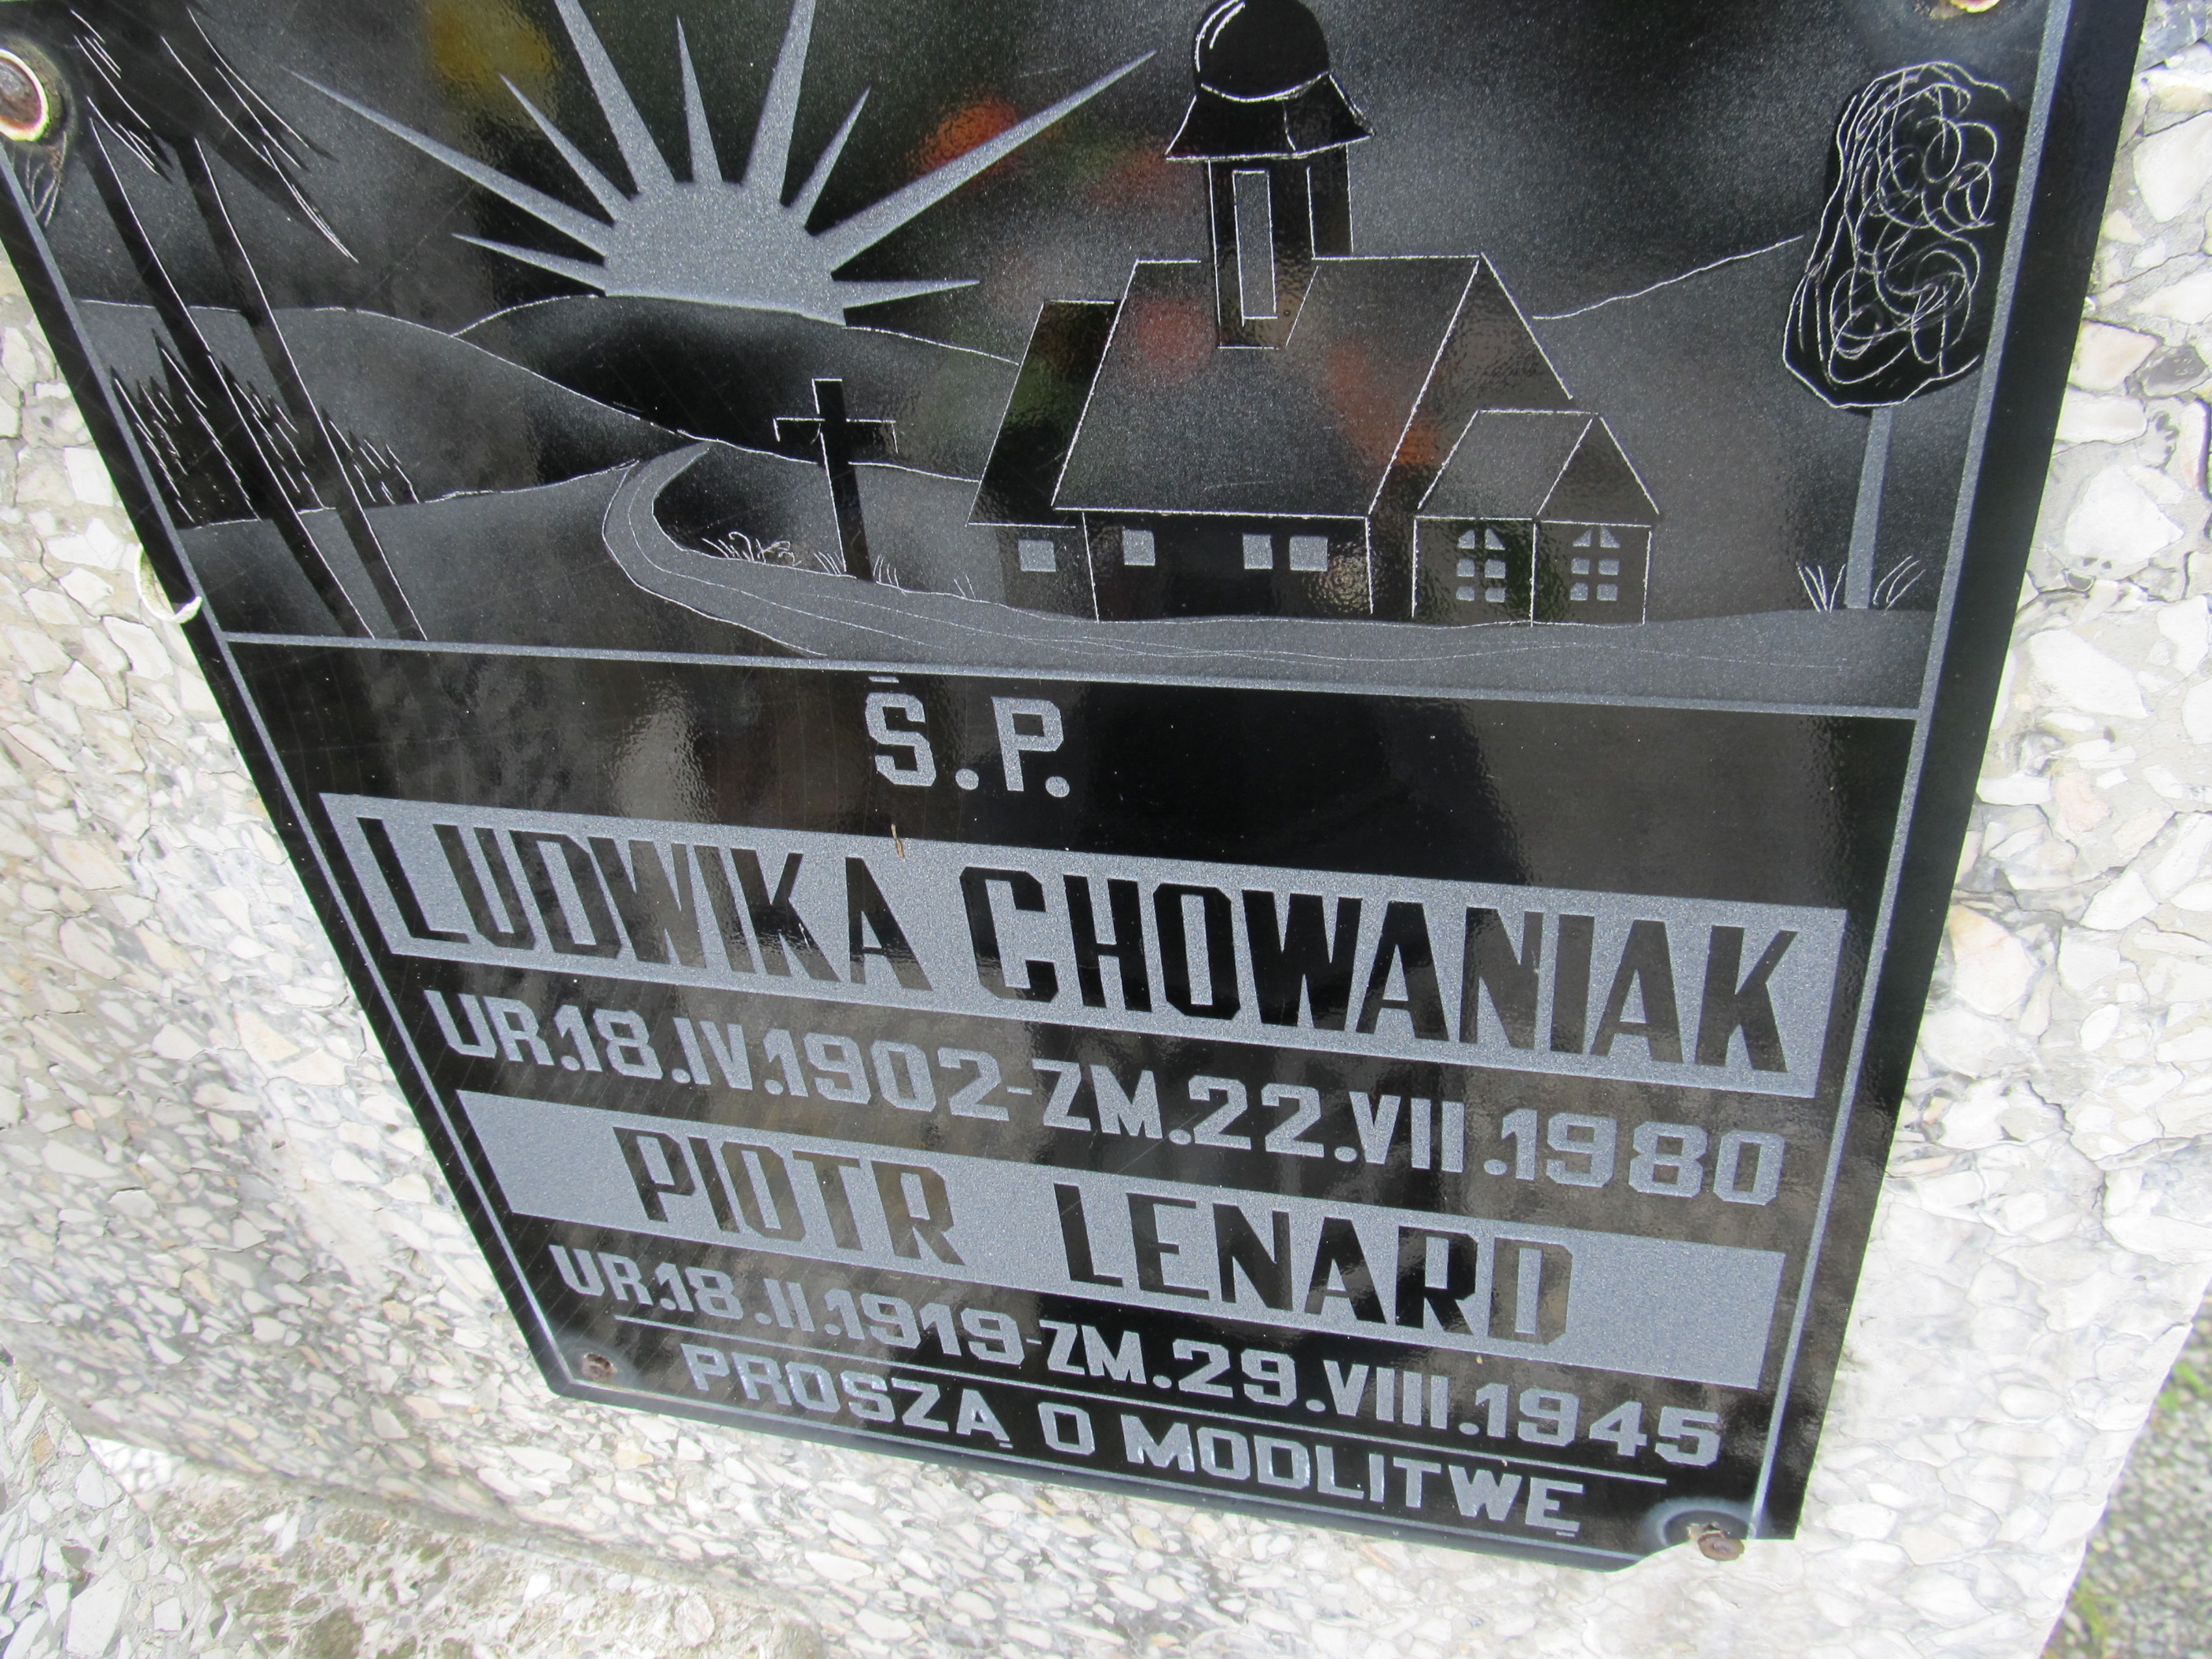 Ś.P.
LUDWIKA CHOWANIAK
UR.18.IV.1902-ZM.22.VII.1980
PIOTR LENARD
UR.18.II.1919-ZM.29.VIII.1945
PROSZĄ O MODLITWĘ